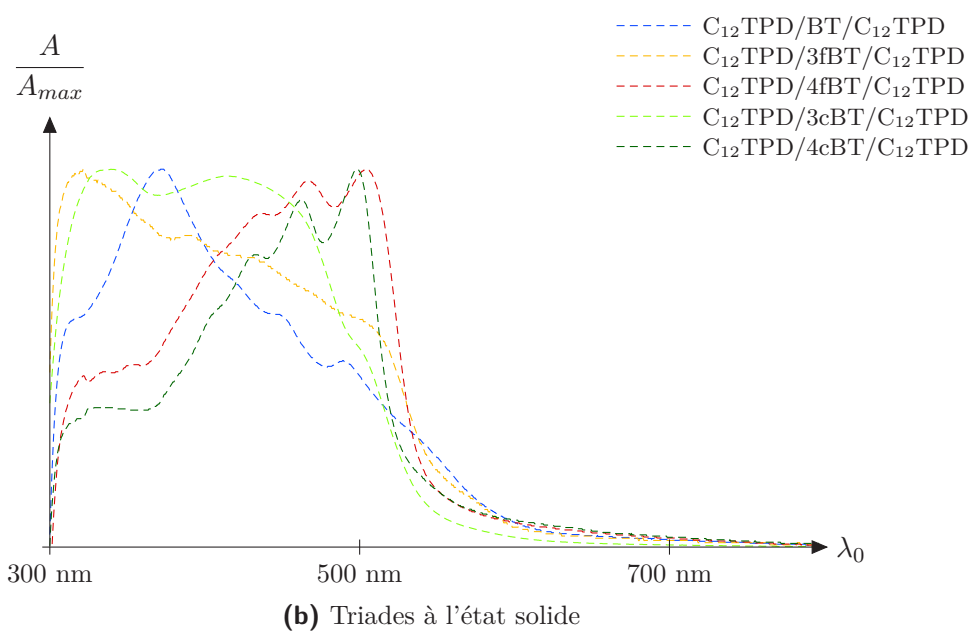 C₁₂TPD/BT/C₁₂TPD
C₁₂TPD/3fBT/C₁₂TPD
C₁₂TPD/4fBT/C₁₂TPD
C₁₂TPD/3cBT/C₁₂TPD
C₁₂TPD/4cBT/C₁₂TPD
A
Amax
λ₀
300 nm 500 nm 700 nm
(b) Triades à l'état solide